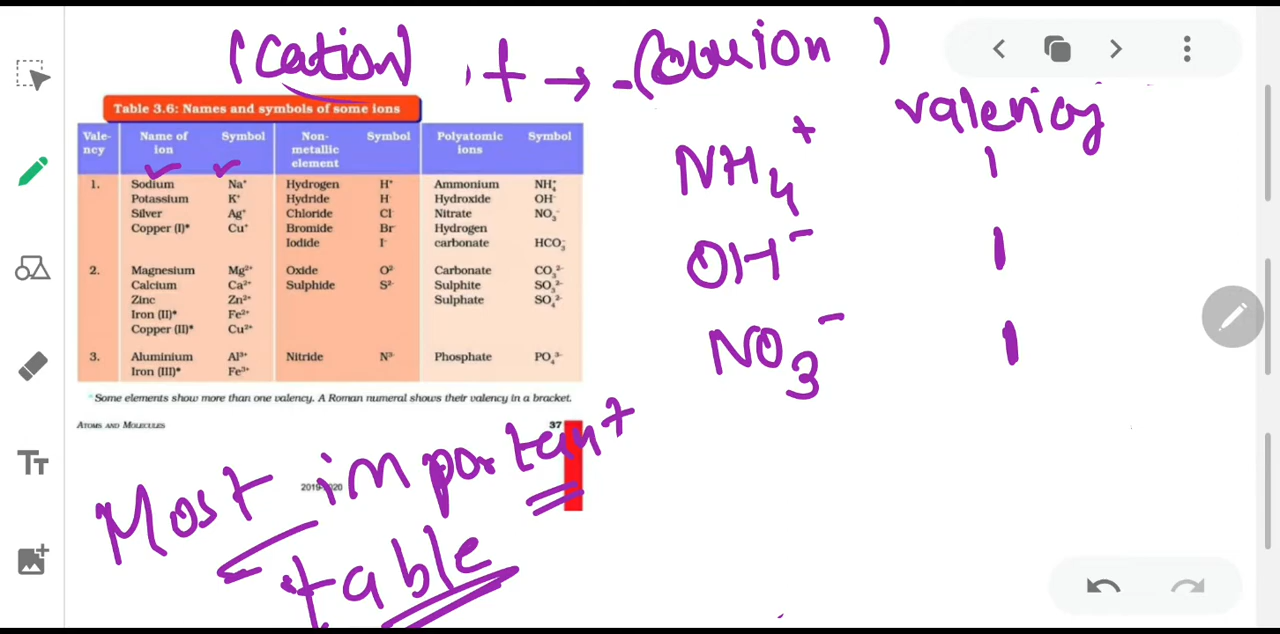 (cation) + → - (anion)
valency
Table 3.6: Names and symbols of some ions
Vale-ncy Name of ion Symbol Non-metallic element Symbol Polyatomic ions Symbol
1. Sodium Na⁺ Hydrogen H⁺ Ammonium NH₄⁺
Potassium K⁺ Hydride H⁻ Hydroxide OH⁻
Silver Ag⁺ Chloride Cl⁻ Nitrate NO₃⁻
Copper (I)* Cu⁺ Bromide Br⁻ Hydrogen
Iodide I⁻ carbonate HCO₃⁻
2. Magnesium Mg²⁺ Oxide O²⁻ Carbonate CO₃²⁻
Calcium Ca²⁺ Sulphide S²⁻ Sulphite SO₃²⁻
Zinc Zn²⁺ Sulphate SO₄²⁻
Iron (II)* Fe²⁺
Copper (II)* Cu²⁺
3. Aluminium Al³⁺ Nitride N³⁻ Phosphate PO₄³⁻
Iron (III)* Fe³⁺
* Some elements show more than one valency. A Roman numeral shows their valency in a bracket.
ATOMS AND MOLECULES 37
2019-2020
NH₄⁺ 1
OH⁻ 1
NO₃⁻ 1
Most important
table
TT